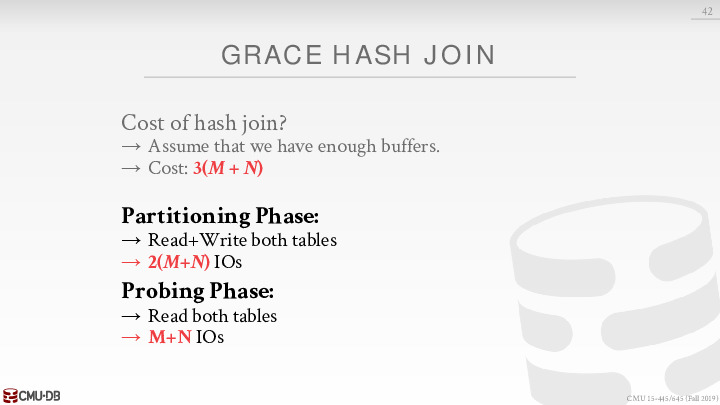 42
GRACE HASH JOIN
Cost of hash join?
→ Assume that we have enough buffers.
→ Cost: 3(M + N)
Partitioning Phase:
→ Read+Write both tables
→ 2(M+N) IOs
Probing Phase:
→ Read both tables
→ M+N IOs
CMU·DB
CMU 15-445/645 (Fall 2019)